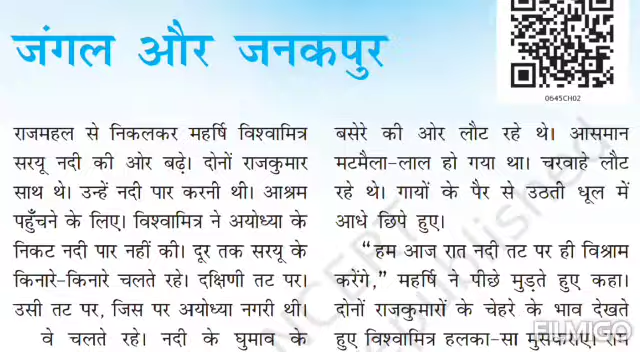 जंगल और जनकपुर
0645CH02
राजमहल से निकलकर महर्षि विश्वामित्र
सरयू नदी की ओर बढ़े। दोनों राजकुमार
साथ थे। उन्हें नदी पार करनी थी। आश्रम
पहुँचने के लिए। विश्वामित्र ने अयोध्या के
निकट नदी पार नहीं की। दूर तक सरयू के
किनारे-किनारे चलते रहे। दक्षिणी तट पर।
उसी तट पर, जिस पर अयोध्या नगरी थी।
वे चलते रहे। नदी के घुमाव के
बसेरे की ओर लौट रहे थे। आसमान
मटमैला-लाल हो गया था। चरवाहे लौट
रहे थे। गायों के पैर से उठती धूल में
आधे छिपे हुए।
“हम आज रात नदी तट पर ही विश्राम
करेंगे,” महर्षि ने पीछे मुड़ते हुए कहा।
दोनों राजकुमारों के चेहरे के भाव देखते
हुए विश्वामित्र हलका-सा मुसकराए। राम
NCERT
republished
FILMIGO